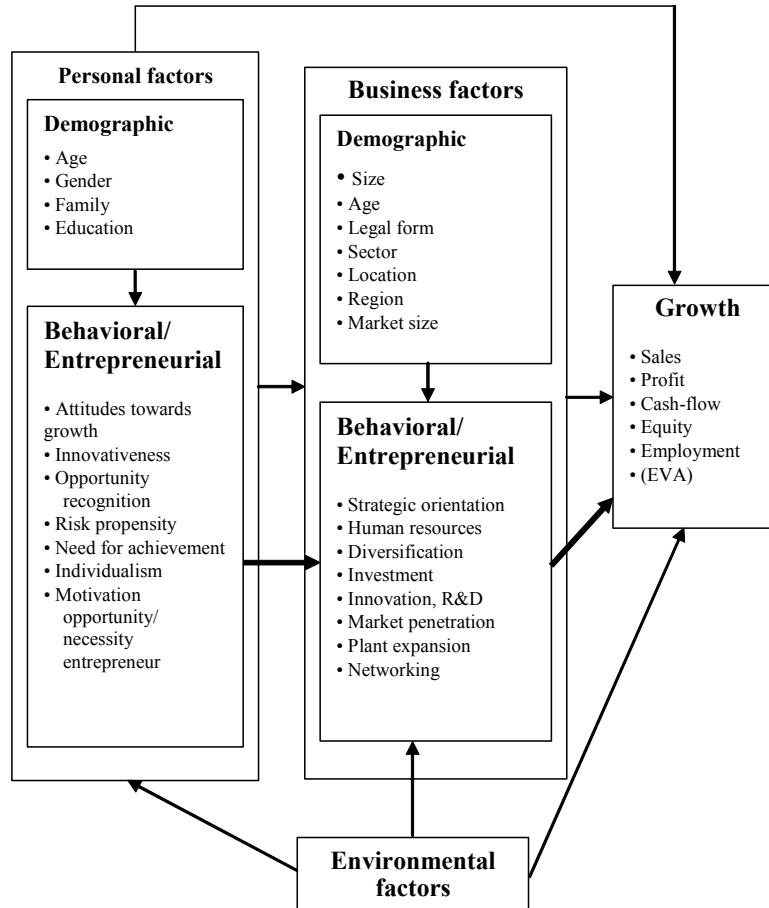 Personal factors
Demographic
• Age
• Gender
• Family
• Education
Behavioral/
Entrepreneurial
• Attitudes towards
growth
• Innovativeness
• Opportunity
recognition
• Risk propensity
• Need for achievement
• Individualism
• Motivation
opportunity/
necessity
entrepreneur
Business factors
Demographic
• Size
• Age
• Legal form
• Sector
• Location
• Region
• Market size
Behavioral/
Entrepreneurial
• Strategic orientation
• Human resources
• Diversification
• Investment
• Innovation, R&D
• Market penetration
• Plant expansion
• Networking
Growth
• Sales
• Profit
• Cash-flow
• Equity
• Employment
• (EVA)
Environmental
factors